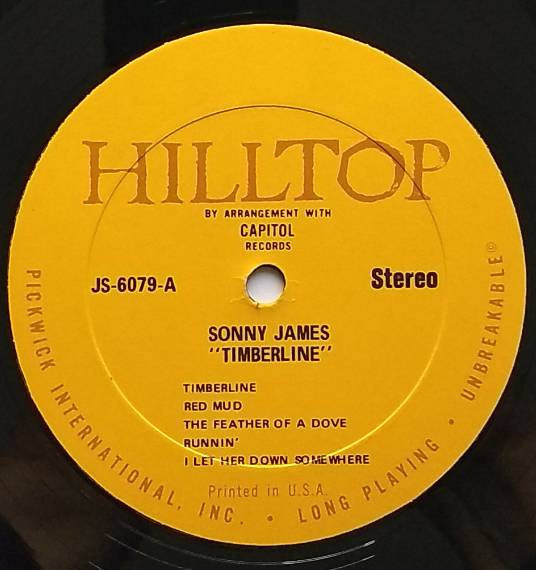 HILLTOP
BY ARRANGEMENT WITH
CAPITOL
RECORDS
JS-6079-A
Stereo
SONNY JAMES
"TIMBERLINE"
TIMBERLINE
RED MUD
THE FEATHER OF A DOVE
RUNNIN'
I LET HER DOWN SOMEWHERE
Printed in U.S.A.
PICKWICK INTERNATIONAL, INC. • LONG PLAYING • UNBREAKABLE©